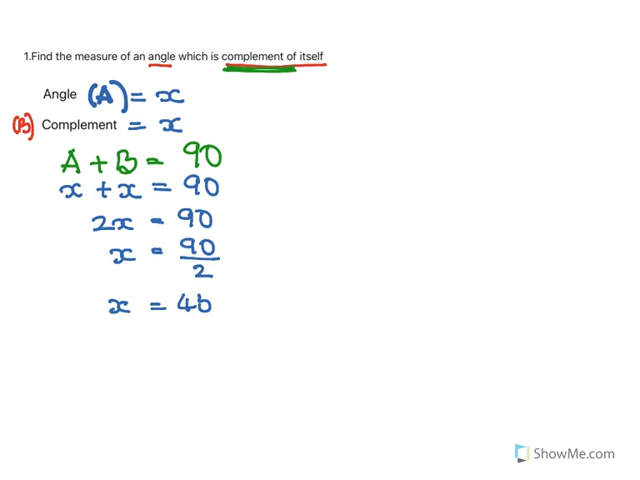 1.Find the measure of an angle which is complement of itself
Angle (A) = x
(B) Complement = x
A + B = 90
x + x = 90
2x = 90
x = 90/2
x = 45
ShowMe.com